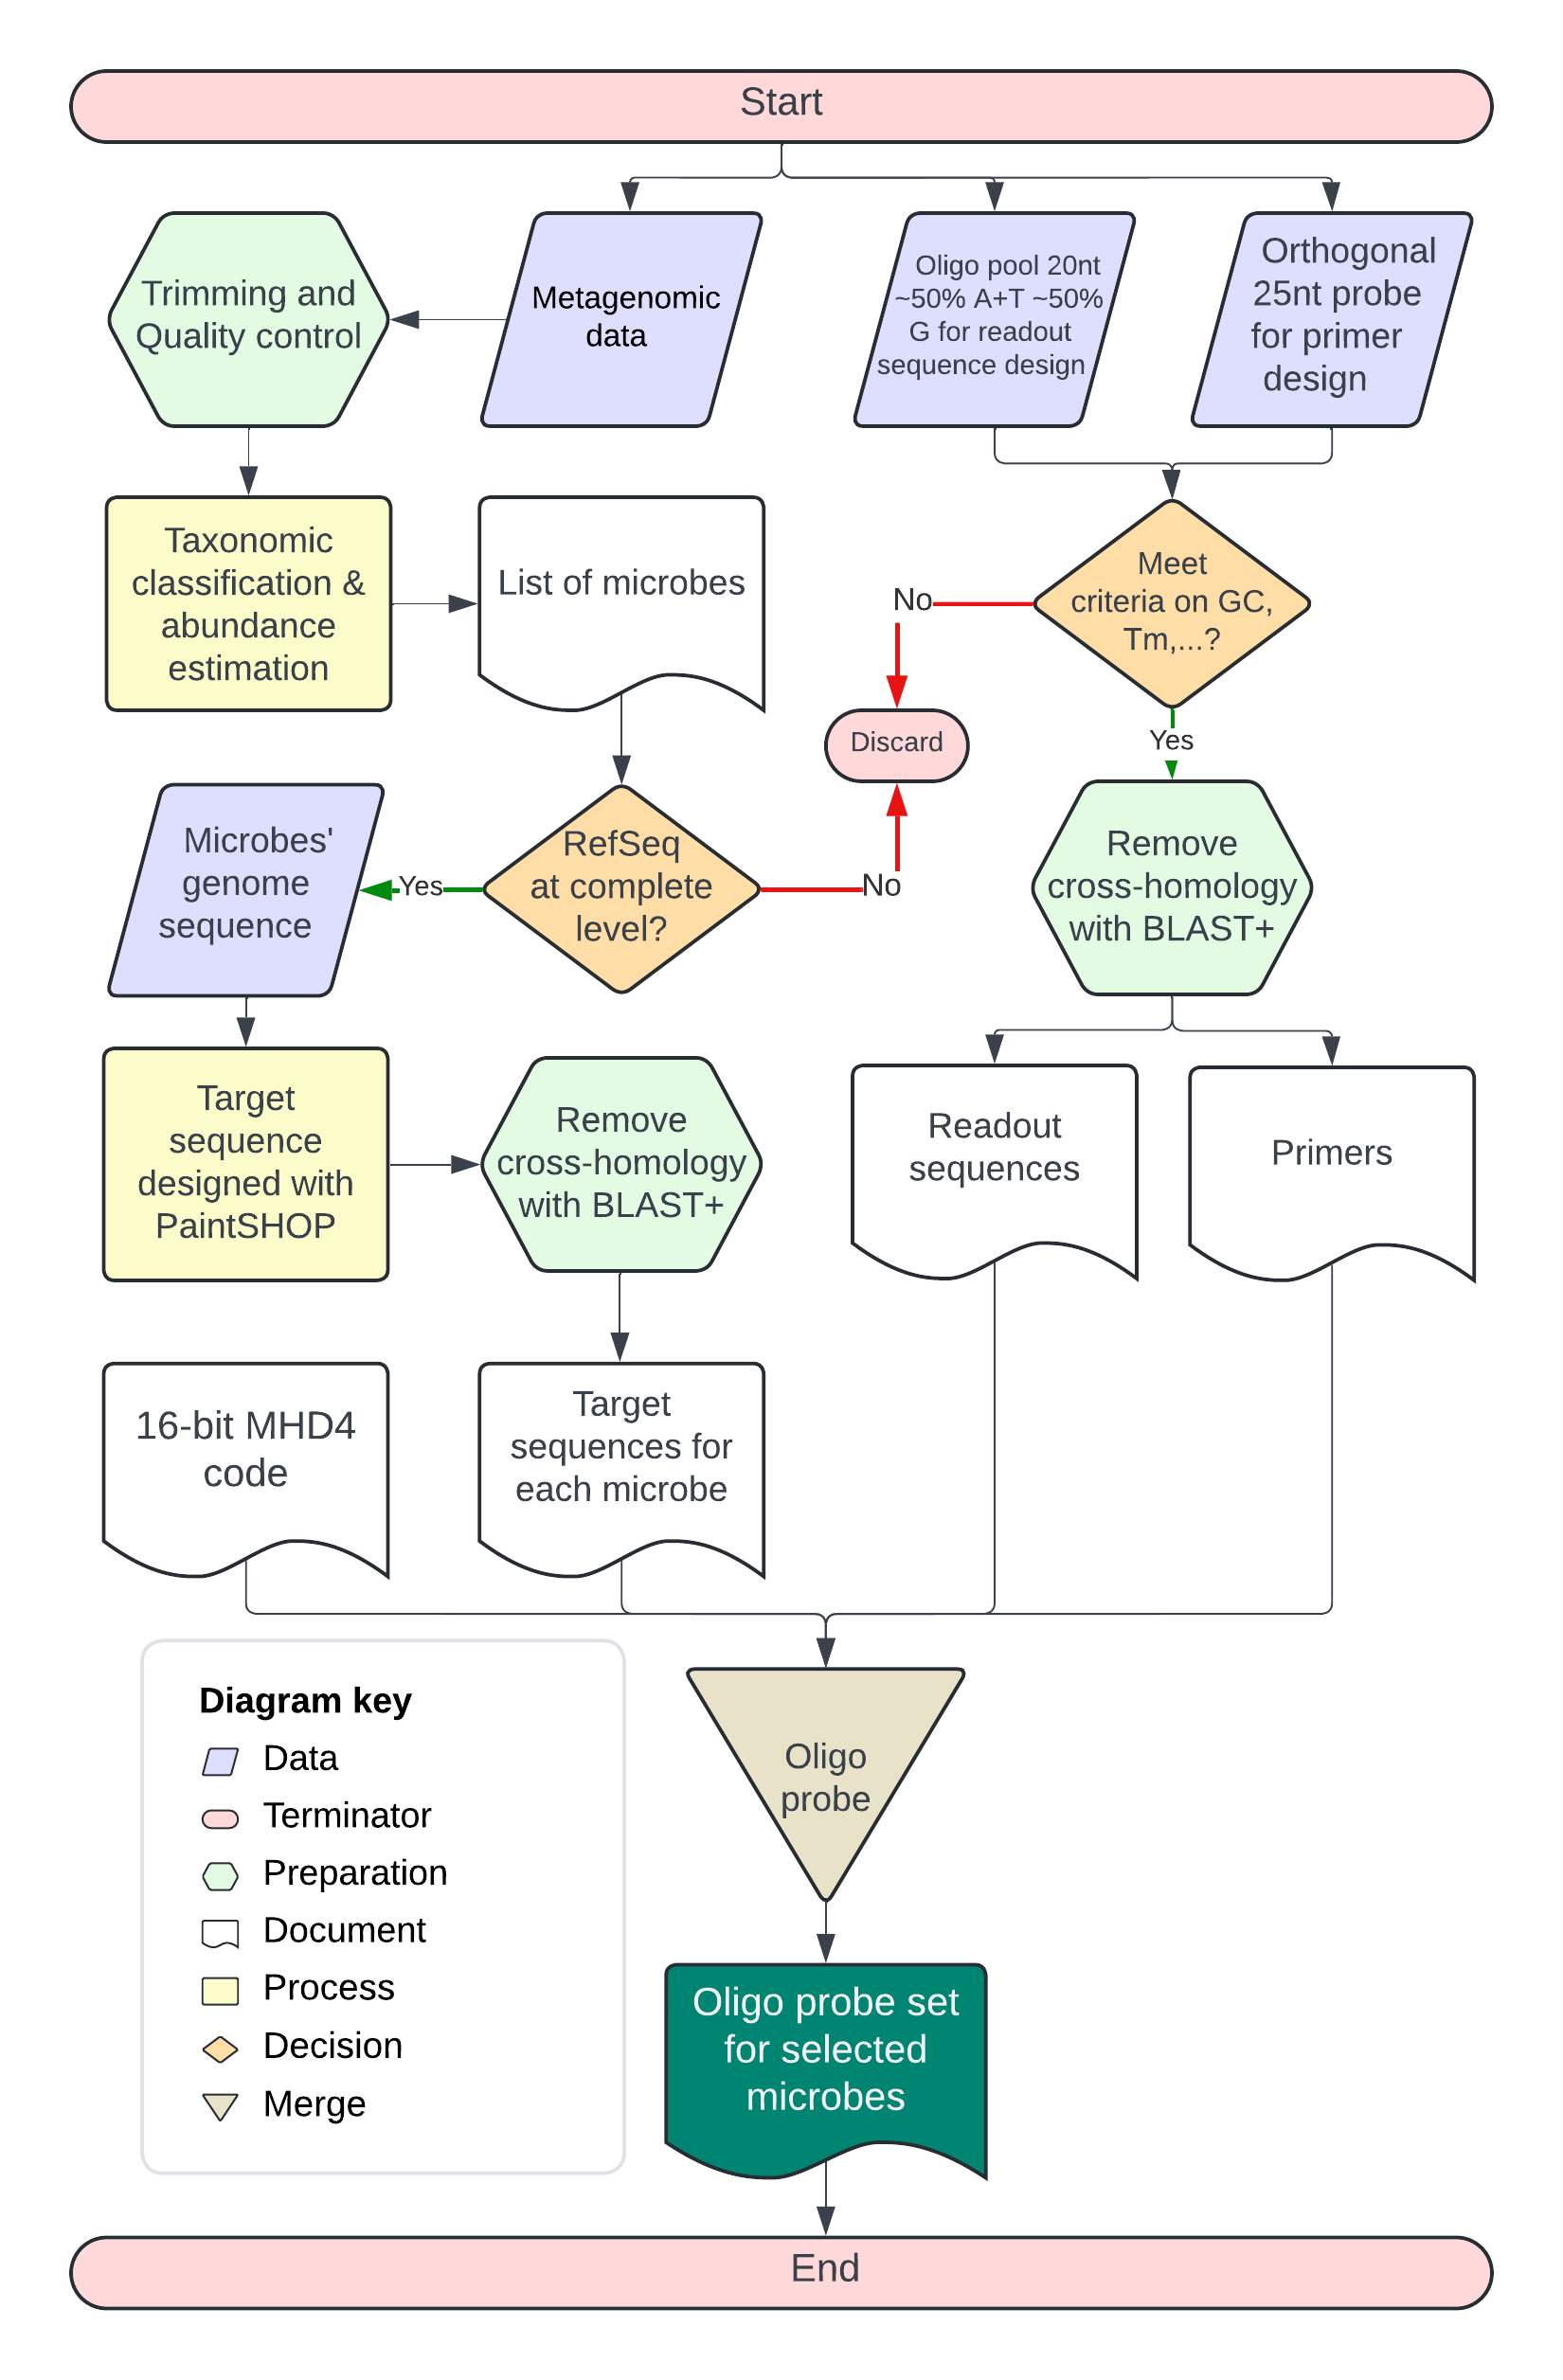 Start
Trimming and
Quality control
Metagenomic
data
Oligo pool 20nt
~50% A+T ~50%
G for readout
sequence design
Orthogonal
25nt probe
for primer
design
Taxonomic
classification &
abundance
estimation
List of microbes
No
Meet
criteria on GC,
Tm,...?
Discard
Yes
Microbes'
genome
sequence
Yes
RefSeq
at complete
level?
No
Remove
cross-homology
with BLAST+
Target
sequence
designed with
PaintSHOP
Remove
cross-homology
with BLAST+
Readout
sequences
Primers
16-bit MHD4
code
Target
sequences for
each microbe
Diagram key
Data
Terminator
Preparation
Document
Process
Decision
Merge
Oligo
probe
Oligo probe set
for selected
microbes
End